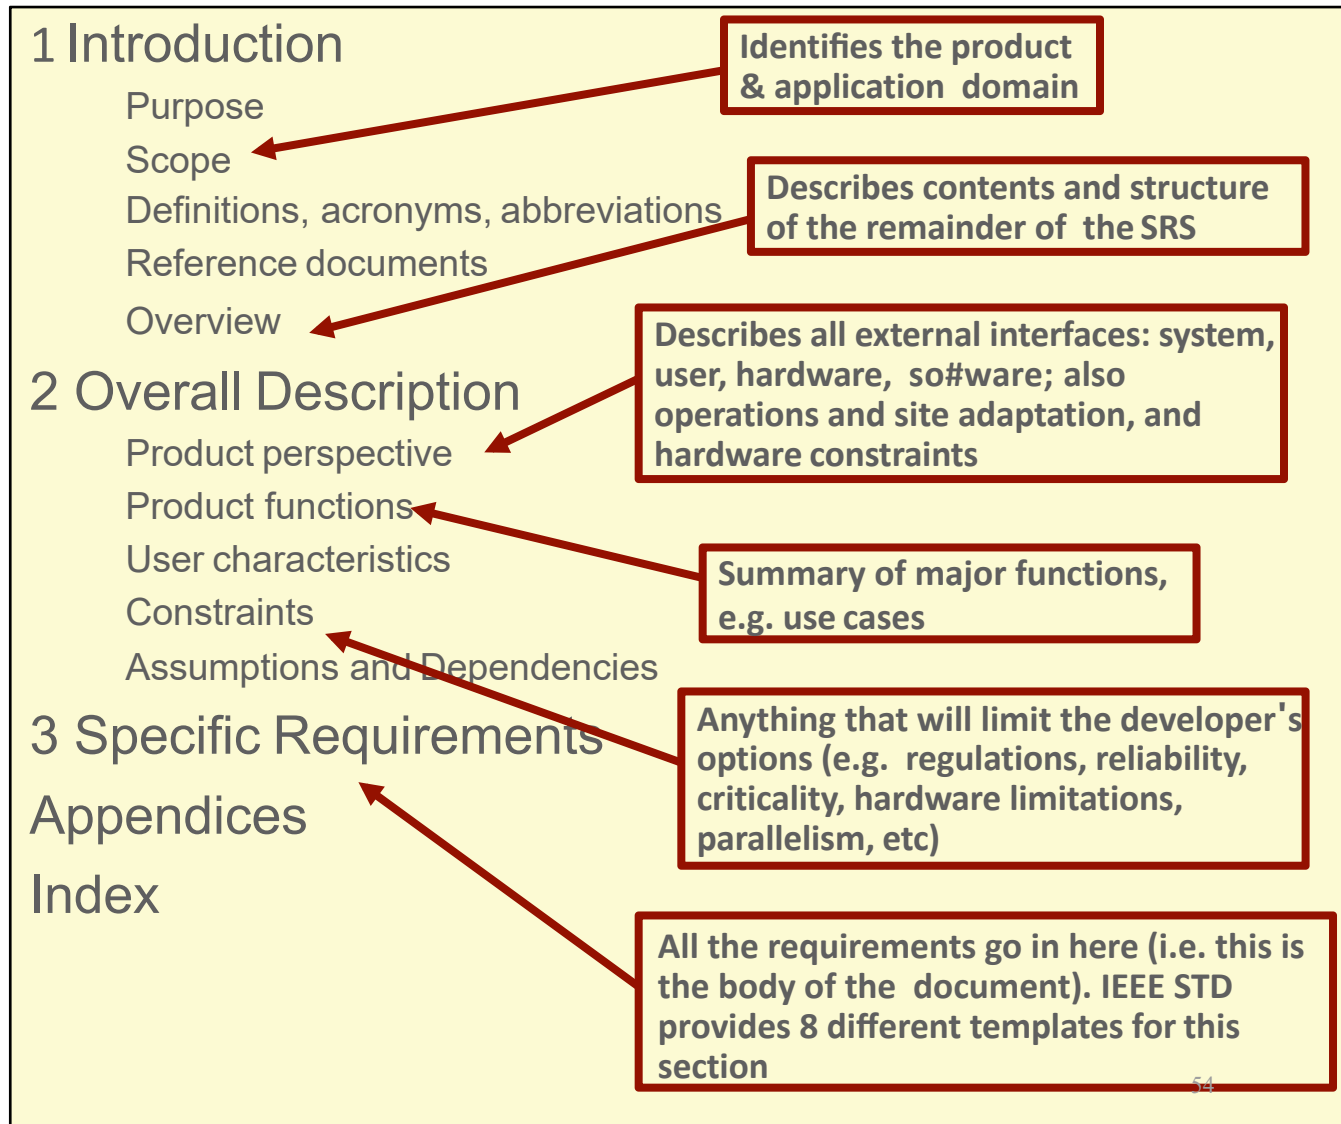 1 Introduction
Purpose
Scope
Definitions, acronyms, abbreviations
Reference documents
Overview
2 Overall Description
Product perspective
Product functions
User characteristics
Constraints
Assumptions and Dependencies
3 Specific Requirements
Appendices
Index
Identifies the product
& application domain
Describes contents and structure
of the remainder of the SRS
Describes all external interfaces: system,
user, hardware, so#ware; also
operations and site adaptation, and
hardware constraints
Summary of major functions,
e.g. use cases
Anything that will limit the developer's
options (e.g. regulations, reliability,
criticality, hardware limitations,
parallelism, etc)
All the requirements go in here (i.e. this is
the body of the document). IEEE STD
provides 8 different templates for this
section
54